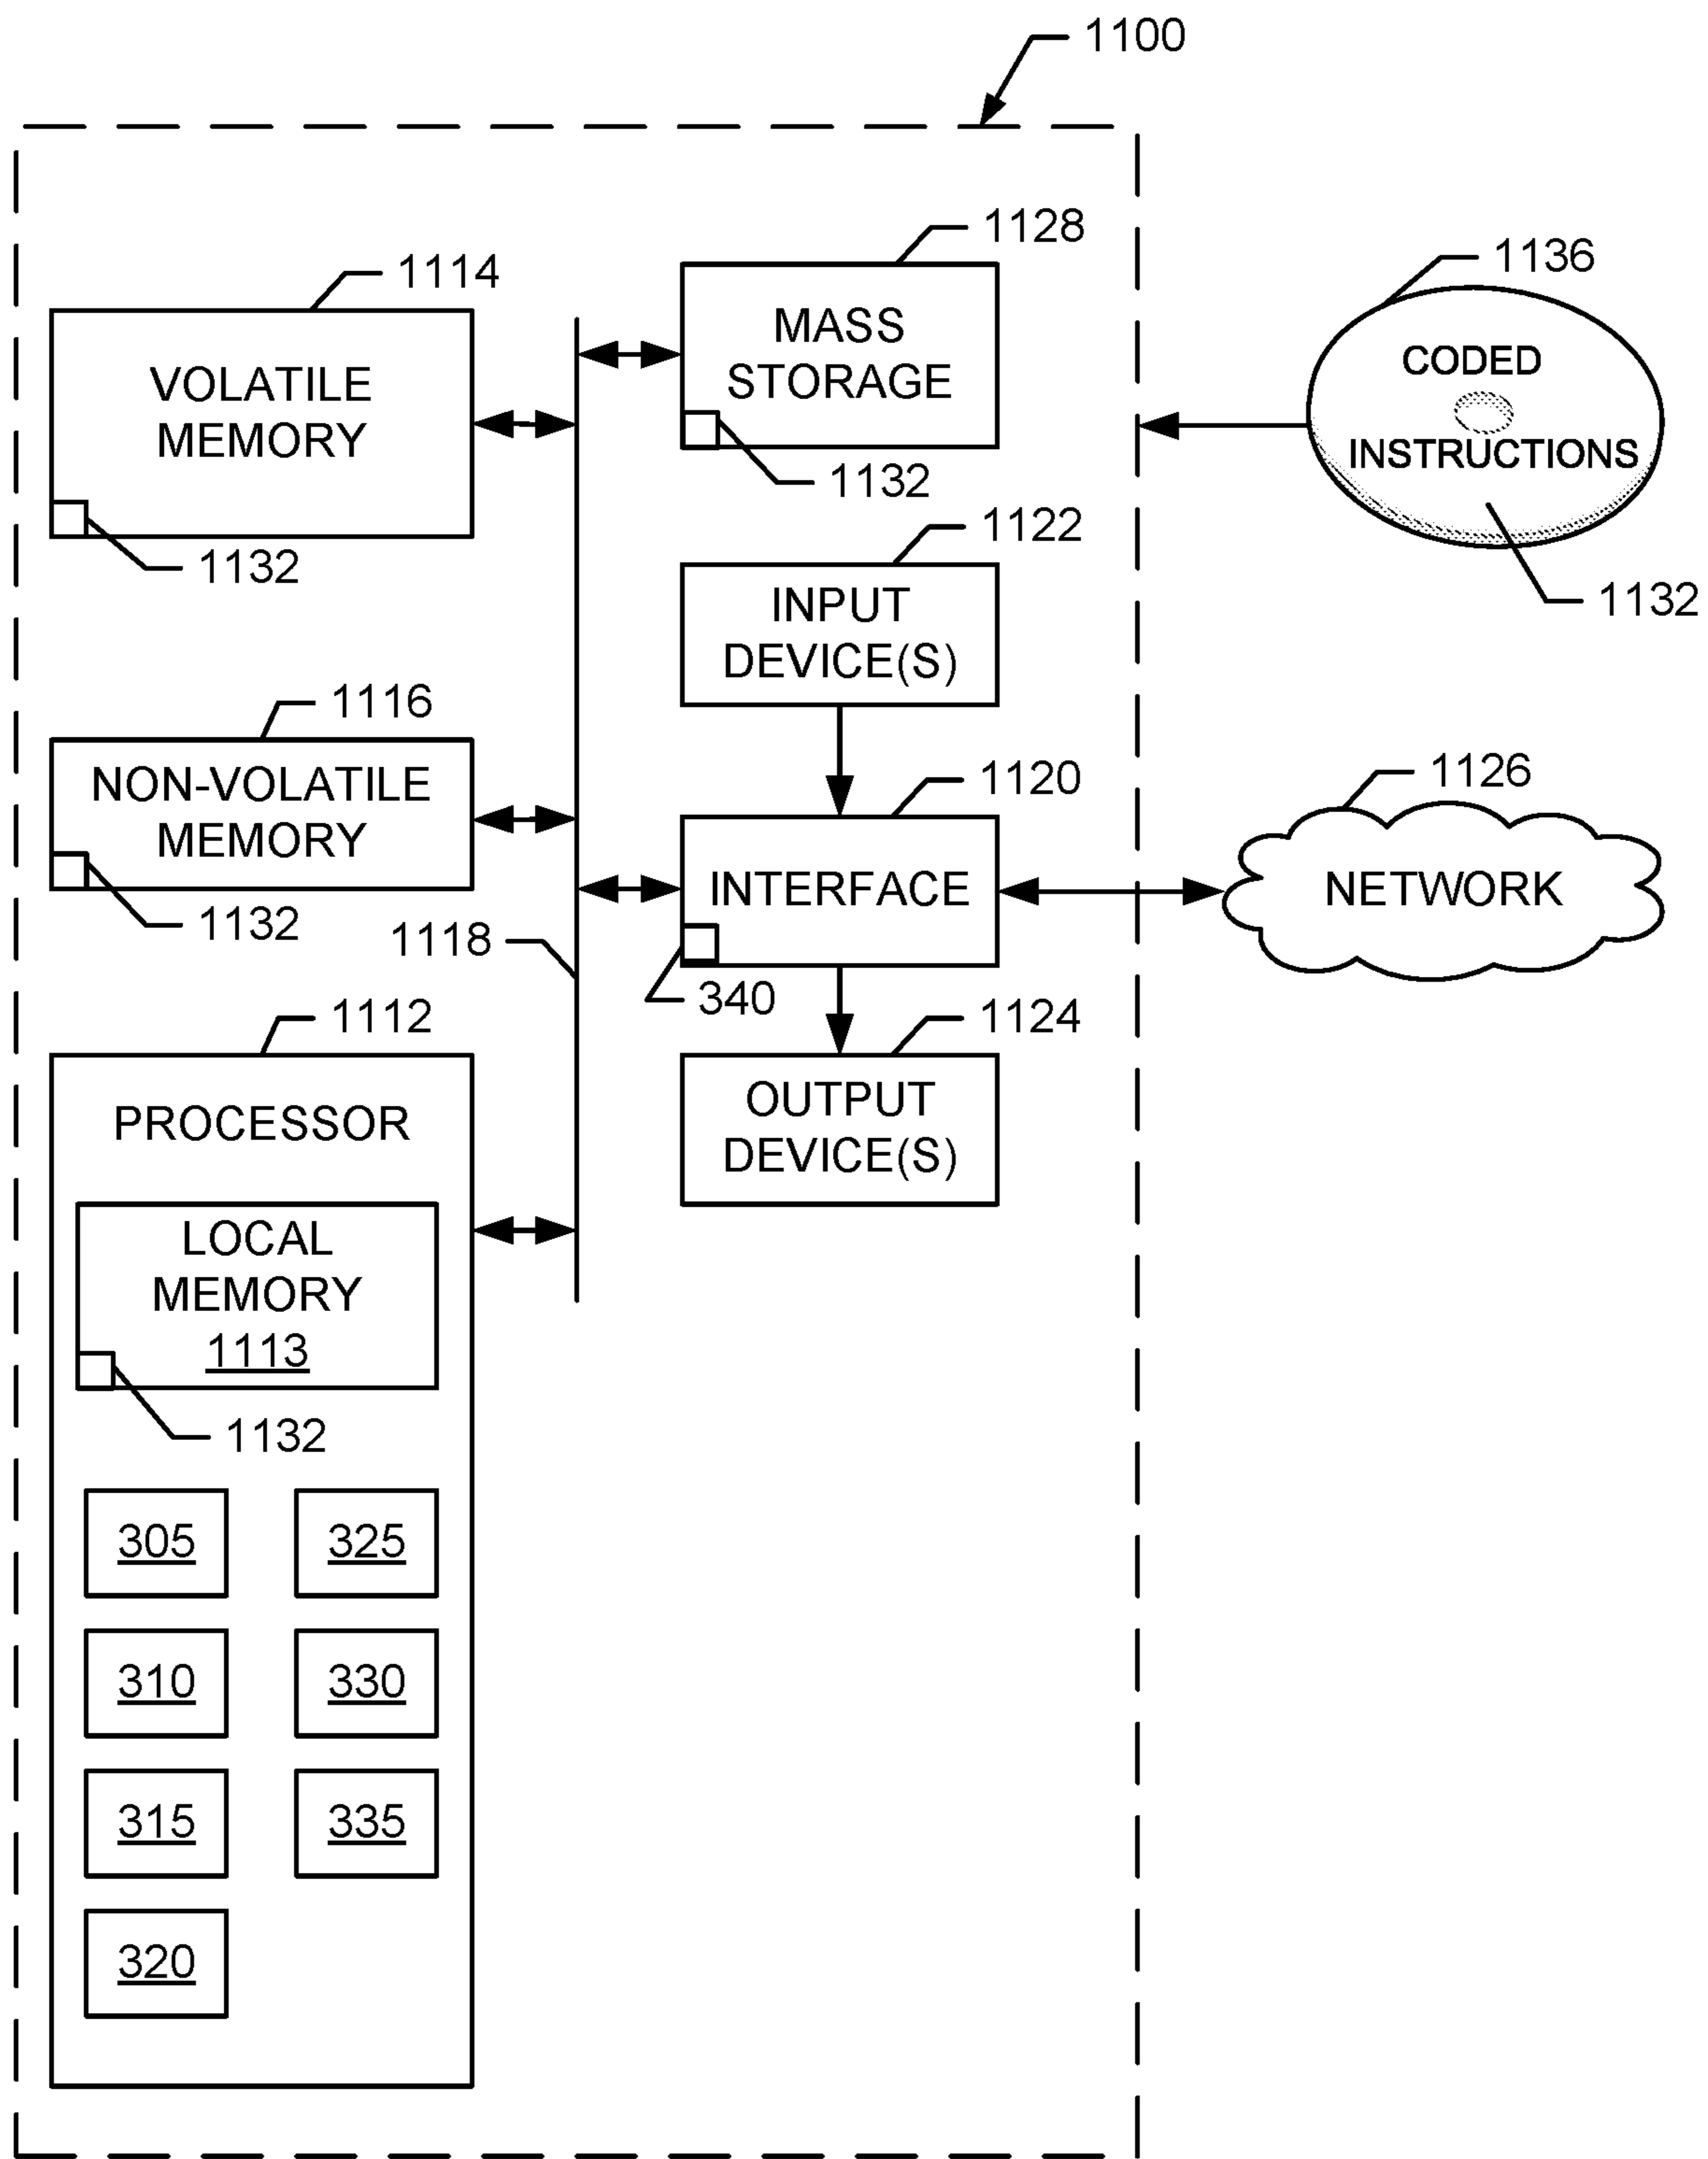 1100
1128
1114
1136
MASS
STORAGE
CODED
INSTRUCTIONS
VOLATILE
MEMORY
1132
1132
1122
1132
INPUT
DEVICE(S)
1116
1120
1126
NON-VOLATILE
MEMORY
INTERFACE
NETWORK
1132
1118
340
1112
1124
PROCESSOR
OUTPUT
DEVICE(S)
LOCAL
MEMORY
1113
1132
305
325
310
330
315
335
320